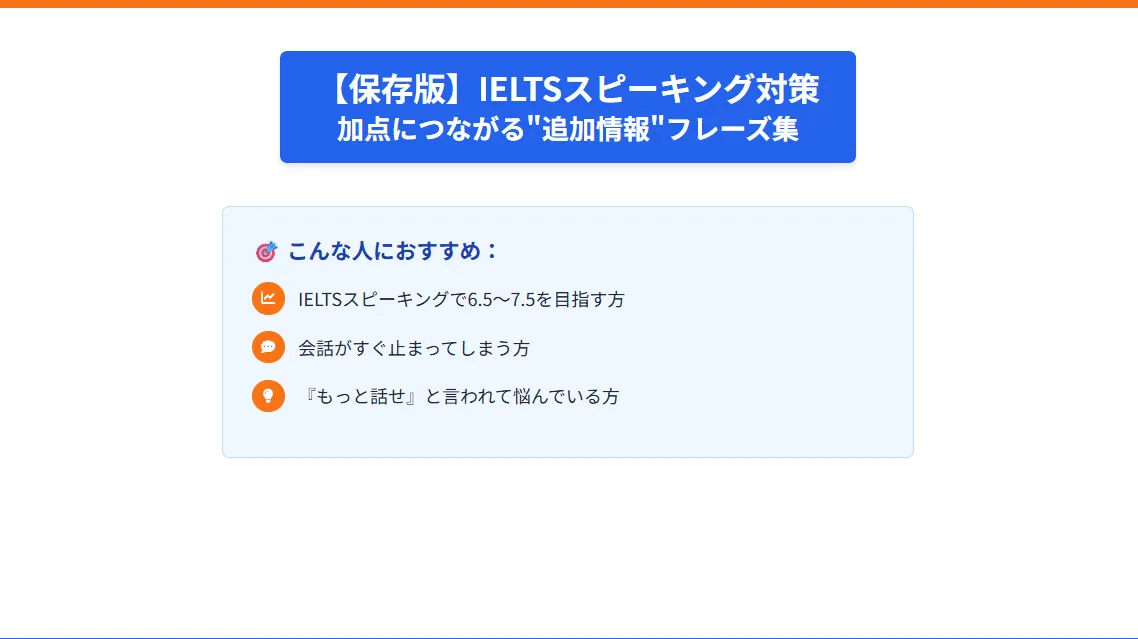 【保存版】IELTSスピーキング対策
加点につながる"追加情報"フレーズ集
こんな人におすすめ：
IELTSスピーキングで6.5〜7.5を目指す方
会話がすぐ止まってしまう方
『もっと話せ』と言われて悩んでいる方